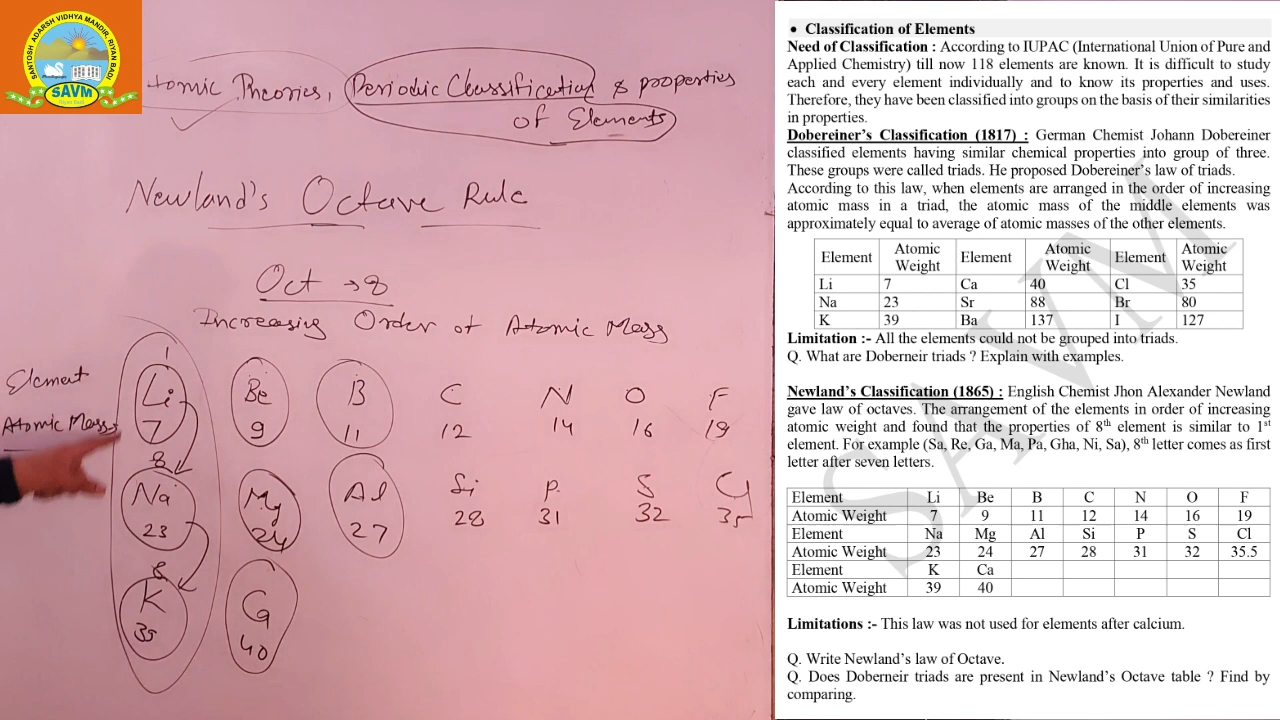 SANTOSH ADARSH VIDHYA MANDIR, RIYAN BADI
SAVM
Atomic Theories, Periodic Classification & properties
of Elements
Newland's Octave Rule
Oct → 8
Increasing Order of Atomic Mass
Element Li Be B C N O F
Atomic Mass 7 9 11 12 14 16 19
1
8
Na Mg Al Si P S Cl
23 24 27 28 31 32 35
8
K Ca
39 40
• Classification of Elements
Need of Classification : According to IUPAC (International Union of Pure and
Applied Chemistry) till now 118 elements are known. It is difficult to study
each and every element individually and to know its properties and uses.
Therefore, they have been classified into groups on the basis of their similarities
in properties.
Dobereiner's Classification (1817) : German Chemist Johann Dobereiner
classified elements having similar chemical properties into group of three.
These groups were called triads. He proposed Dobereiner's law of triads.
According to this law, when elements are arranged in the order of increasing
atomic mass in a triad, the atomic mass of the middle elements was
approximately equal to average of atomic masses of the other elements.
Element Atomic Weight Element Atomic Weight Element Atomic Weight
Li 7 Ca 40 Cl 35
Na 23 Sr 88 Br 80
K 39 Ba 137 I 127
Limitation :- All the elements could not be grouped into triads.
Q. What are Doberneir triads ? Explain with examples.
Newland's Classification (1865) : English Chemist Jhon Alexander Newland
gave law of octaves. The arrangement of the elements in order of increasing
atomic weight and found that the properties of 8th element is similar to 1st
element. For example (Sa, Re, Ga, Ma, Pa, Gha, Ni, Sa), 8th letter comes as first
letter after seven letters.
Element Li Be B C N O F
Atomic Weight 7 9 11 12 14 16 19
Element Na Mg Al Si P S Cl
Atomic Weight 23 24 27 28 31 32 35.5
Element K Ca
Atomic Weight 39 40
Limitations :- This law was not used for elements after calcium.
Q. Write Newland's law of Octave.
Q. Does Doberneir triads are present in Newland's Octave table ? Find by
comparing.
SAVM